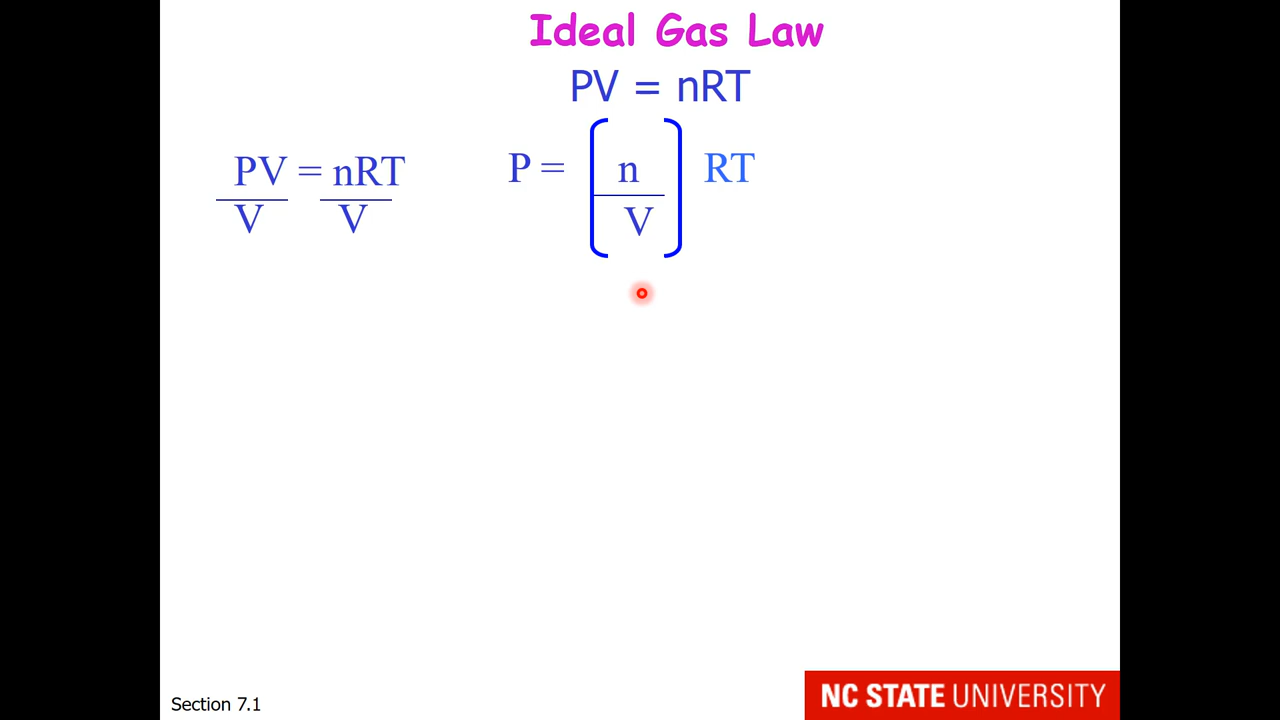 Ideal Gas Law
PV = nRT
PV = nRT
V V
P = n RT
V
Section 7.1
NC STATE UNIVERSITY